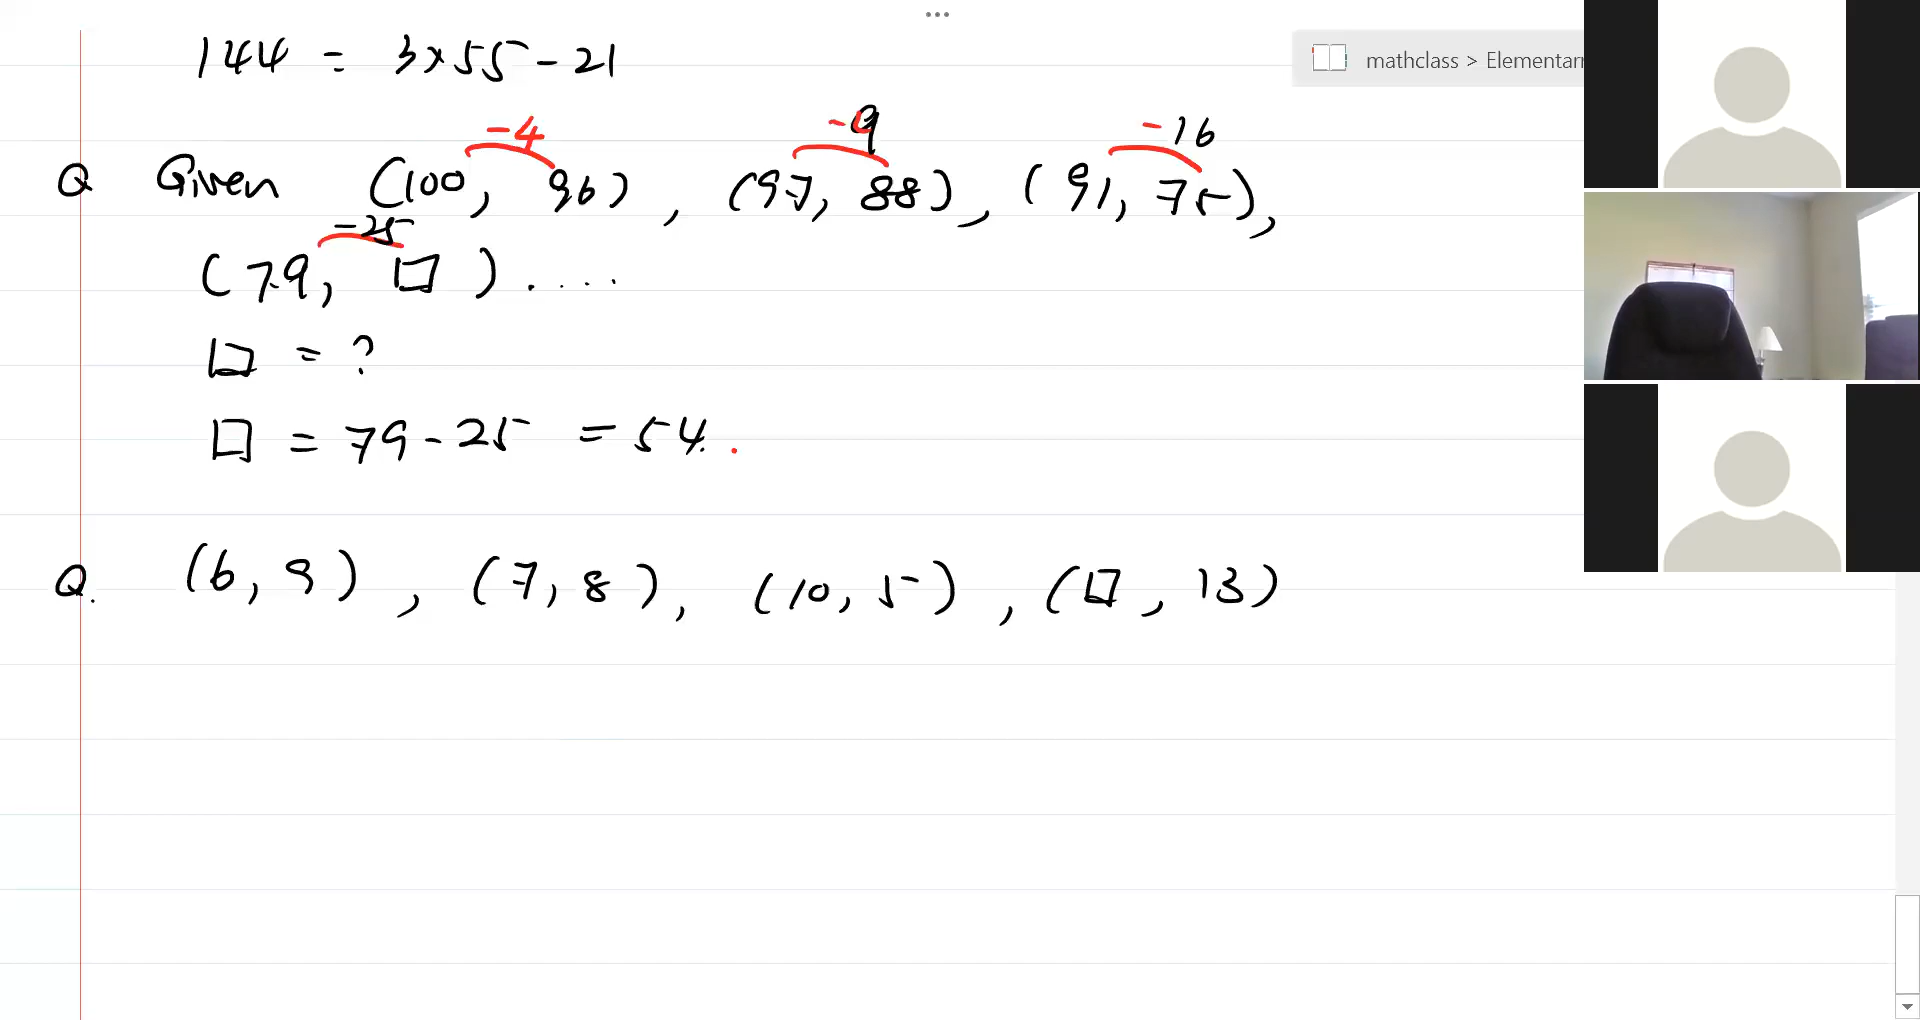 144 = 3×55-21
mathclass > Elementar
-4 -9 -16
Q Given (100, 96), (97, 88), (91, 75),
-25
(79, □).....
□ = ?
□ = 79-25 = 54.
Q. (6, 9), (7, 8), (10, 5), (□, 13)